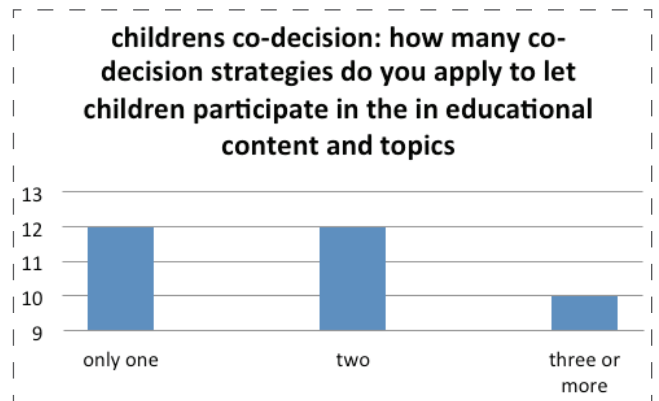 childrens co-decision: how many co-
decision strategies do you apply to let
children participate in the in educational
content and topics
13
12
11
10
9
only one
two
three or
more